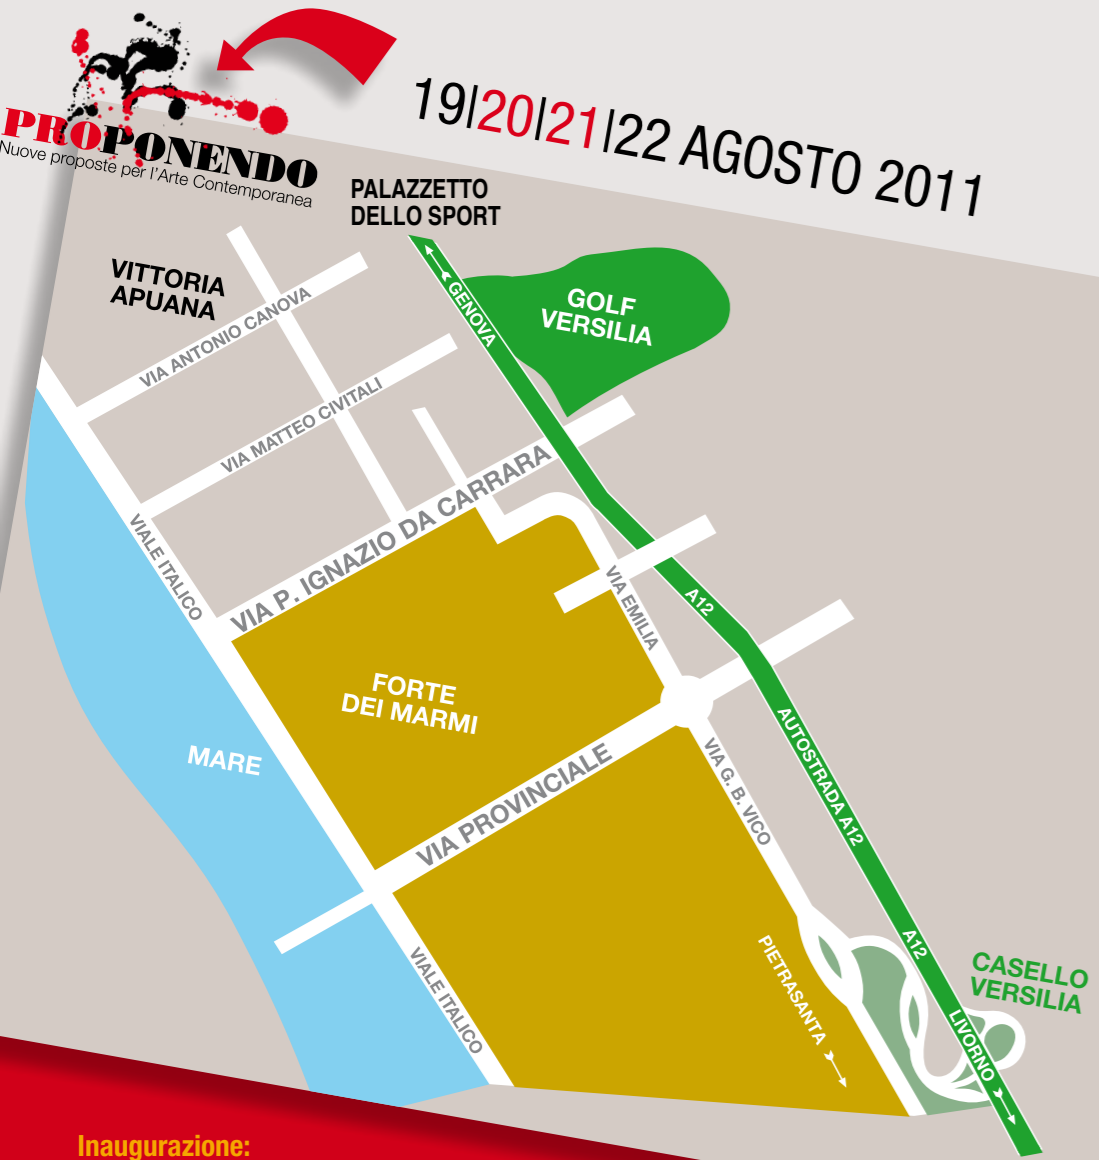 19|20|21|22 AGOSTO 2011
PROPONENDO
Nuove proposte per l'Arte Contemporanea
PALAZZETTO
DELLO SPORT
VITTORIA
APUANA
VIA ANTONIO CANOVA
GENOVA
GOLF
VERSILIA
VIA MATTEO CIVITALI
VIA P. IGNAZIO DA CARRARA
VIALE ITALICO
VIA EMILIA
A12
FORTE
DEI MARMI
MARE
VIA PROVINCIALE
VIA G. B. VICO
AUTOSTRADA A12
A12
VIALE ITALICO
PIETRASANTA
CASELLO
VERSILIA
LIVORNO
Inaugurazione: